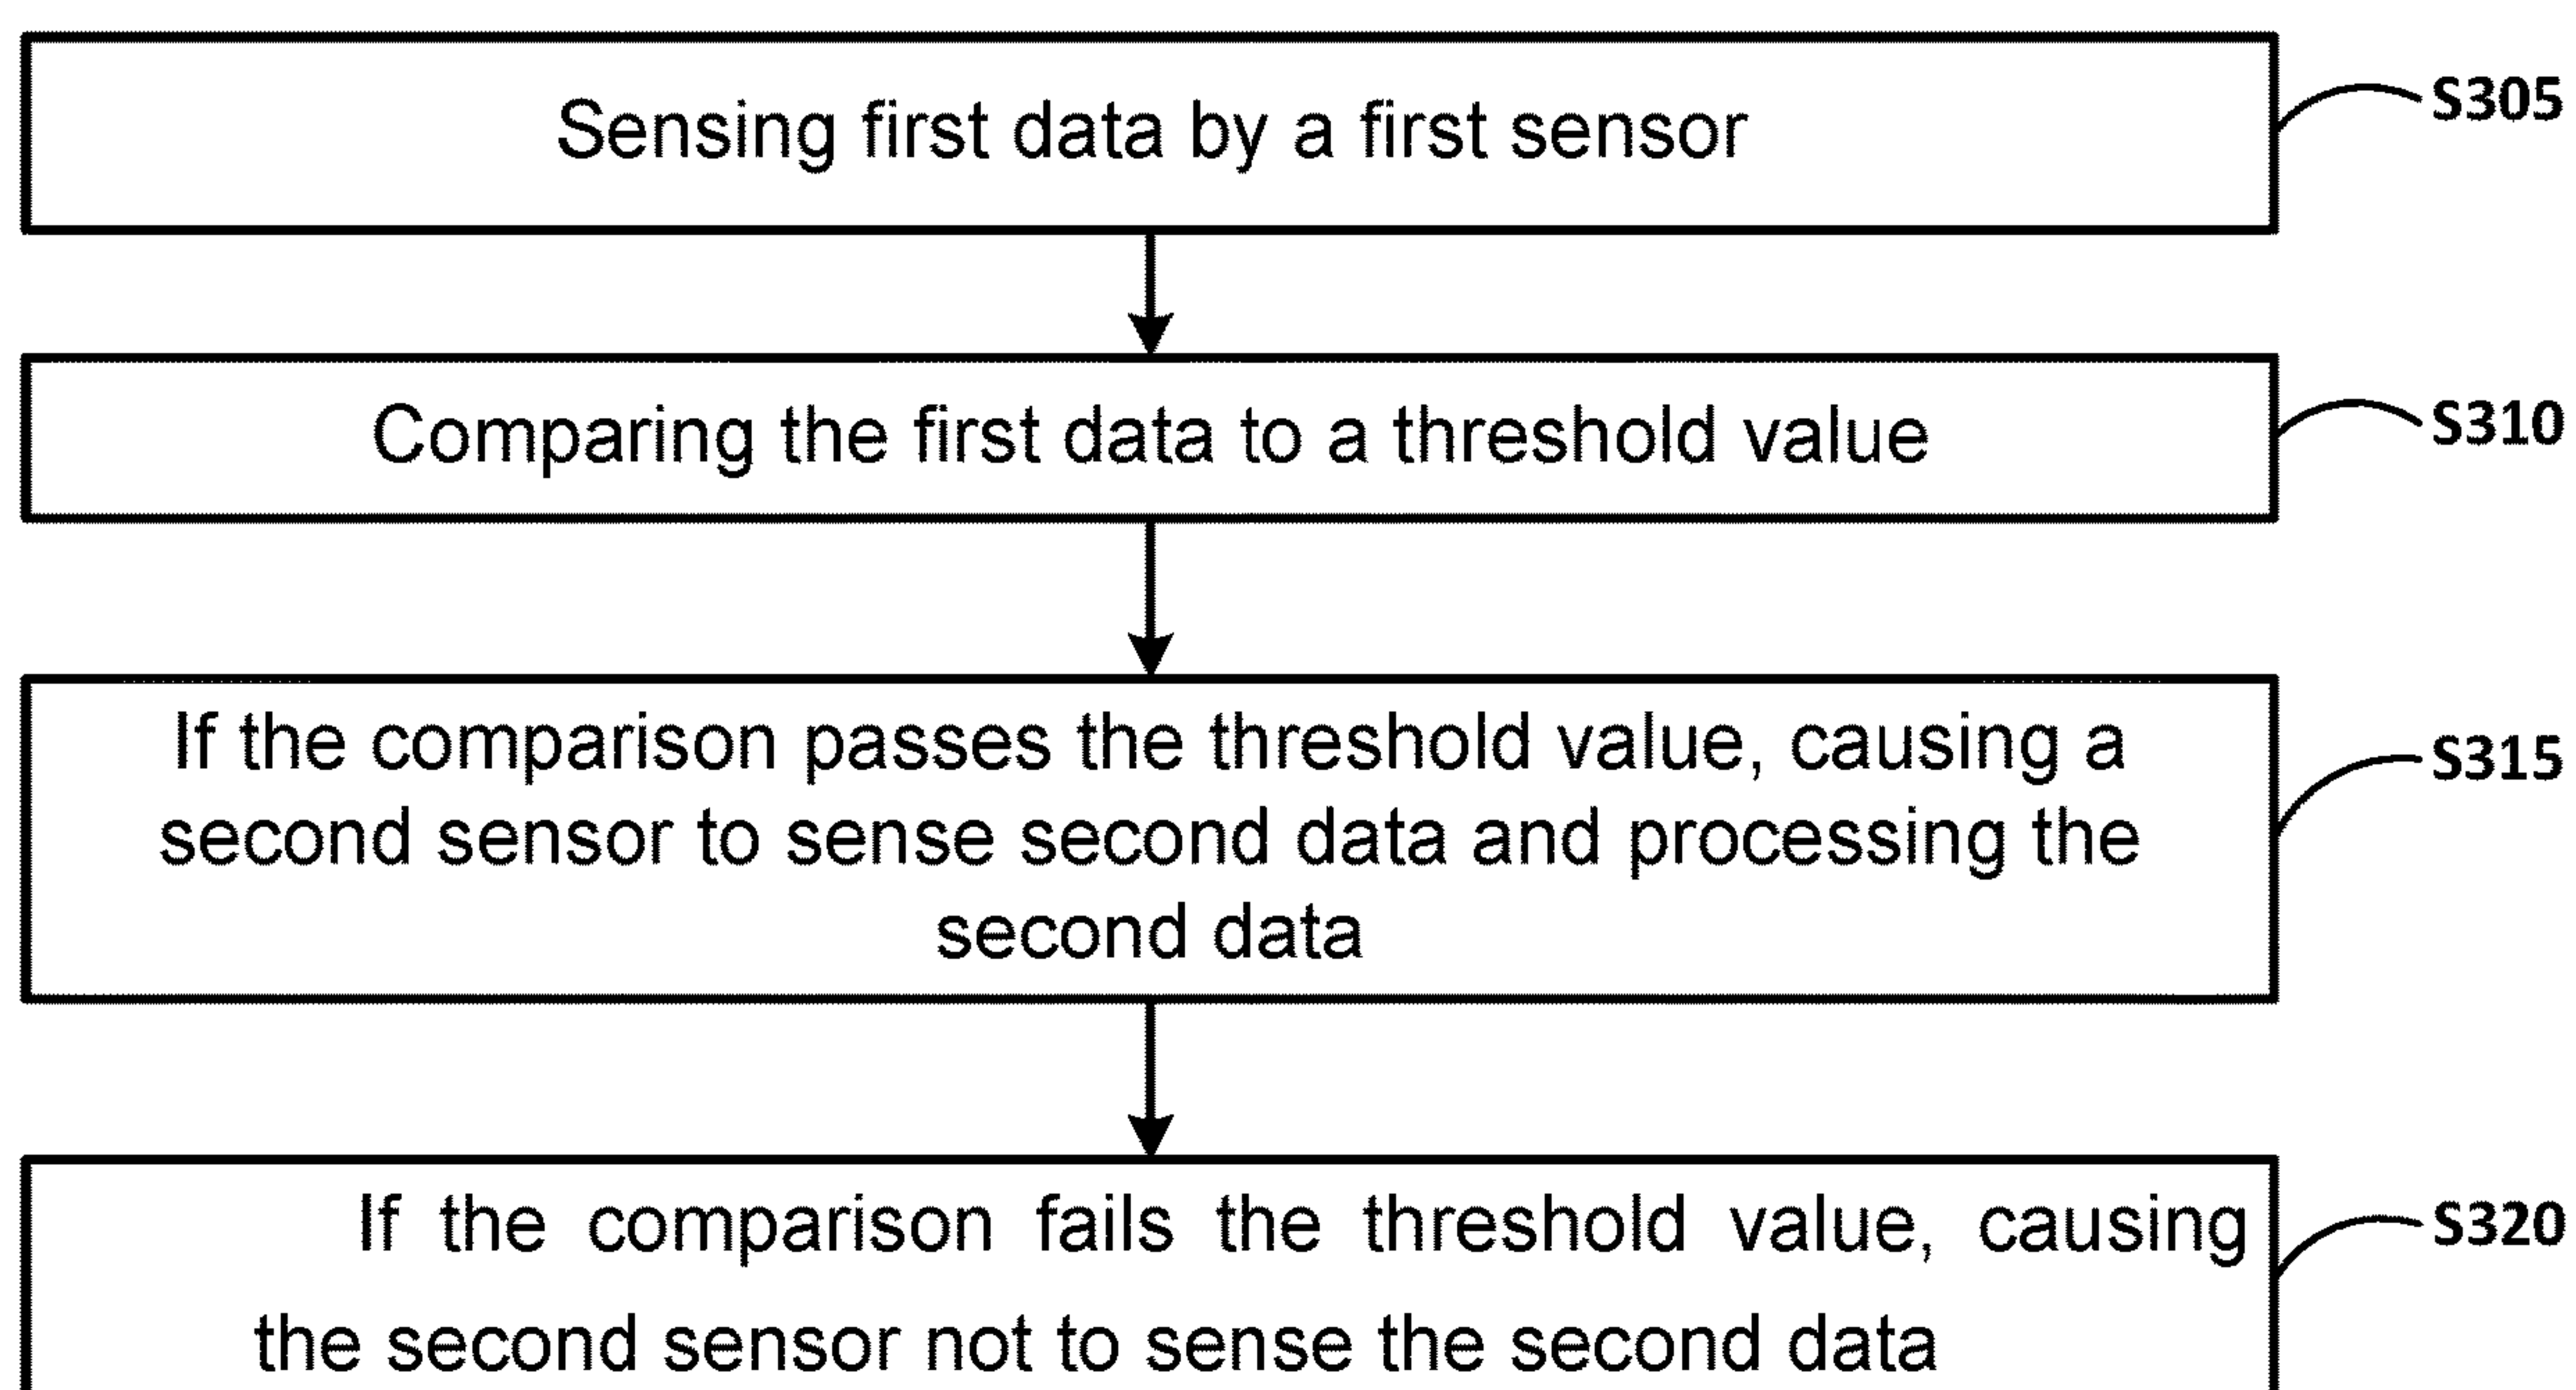 Sensing first data by a first sensor
S305
Comparing the first data to a threshold value
S310
If the comparison passes the threshold value, causing a
second sensor to sense second data and processing the
second data
S315
If the comparison fails the threshold value, causing
the second sensor not to sense the second data
S320